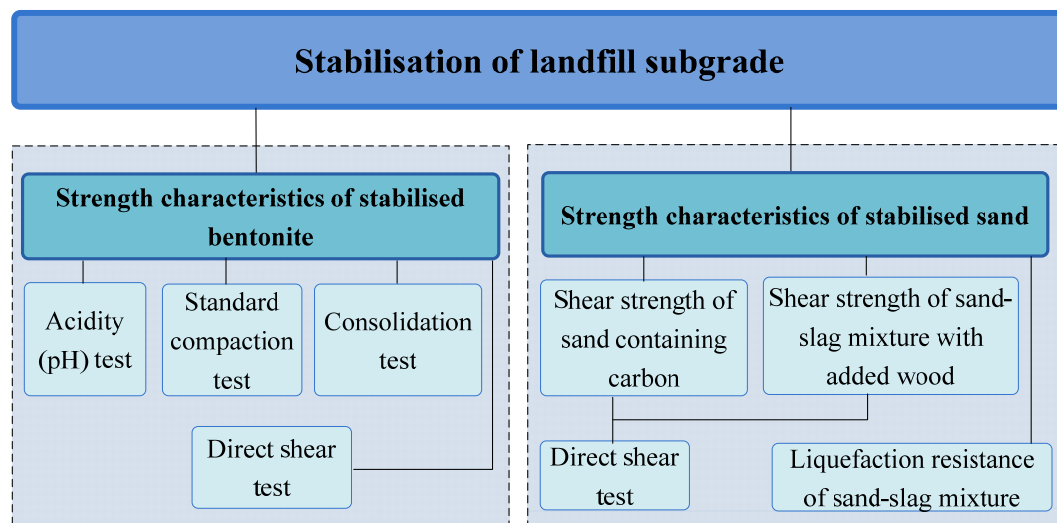 Stabilisation of landfill subgrade
Strength characteristics of stabilised
bentonite
Acidity
(pH) test
Standard
compaction
test
Consolidation
test
Direct shear
test
Strength characteristics of stabilised sand
Shear strength of
sand containing
carbon
Shear strength of sand-
slag mixture with
added wood
Direct shear
test
Liquefaction resistance
of sand-slag mixture